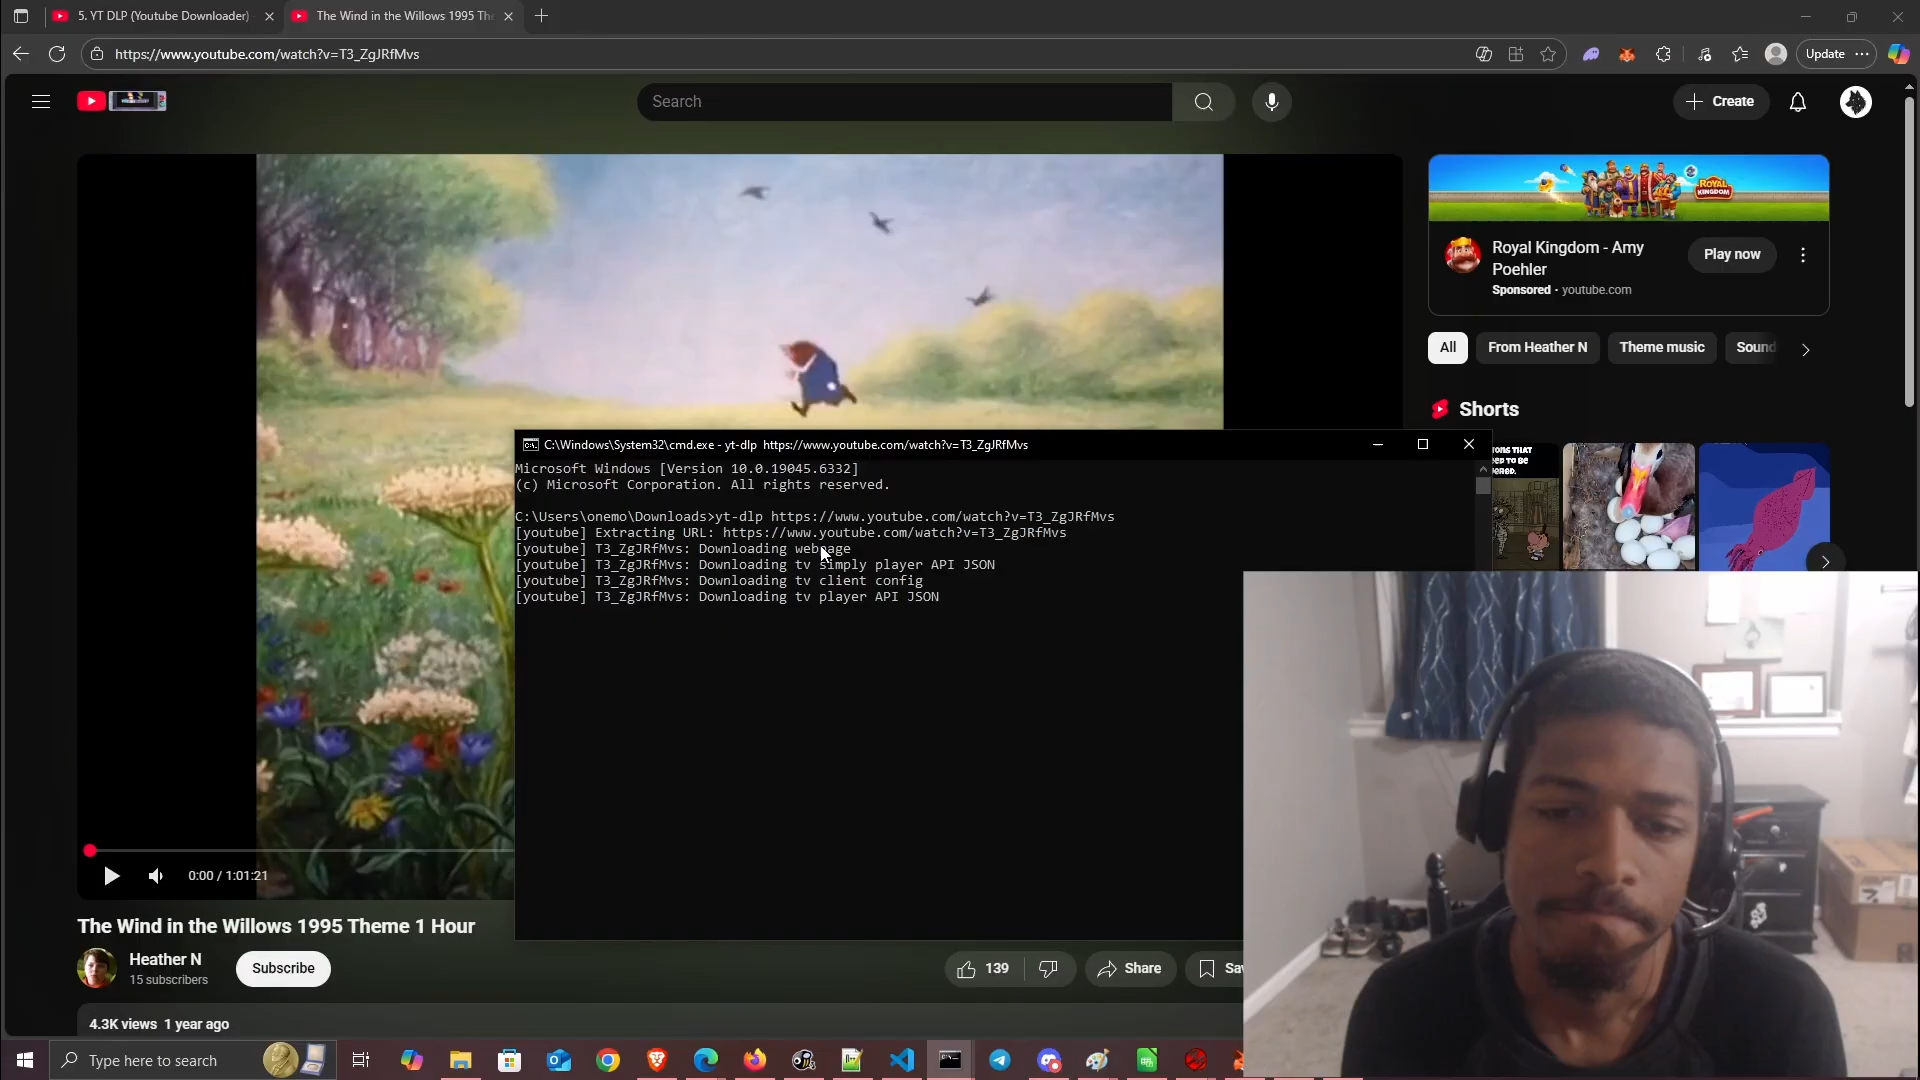 5. YT DLP (Youtube Downloader)
The Wind in the Willows 1995 Th
https://www.youtube.com/watch?v=T3_ZgJRfMvs
Update
Search
Create
ROYAL
KINGDOM
Royal Kingdom - Amy
Poehler
Sponsored · youtube.com
Play now
All
From Heather N
Theme music
Sound
Shorts
C:\Windows\System32\cmd.exe - yt-dlp  https://www.youtube.com/watch?v=T3_ZgJRfMvs
Microsoft Windows [Version 10.0.19045.6332]
(c) Microsoft Corporation. All rights reserved.
C:\Users\onemo\Downloads>yt-dlp https://www.youtube.com/watch?v=T3_ZgJRfMvs
[youtube] Extracting URL: https://www.youtube.com/watch?v=T3_ZgJRfMvs
[youtube] T3_ZgJRfMvs: Downloading webpage
[youtube] T3_ZgJRfMvs: Downloading tv simply player API JSON
[youtube] T3_ZgJRfMvs: Downloading tv client config
[youtube] T3_ZgJRfMvs: Downloading tv player API JSON
0:00 / 1:01:21
The Wind in the Willows 1995 Theme 1 Hour
Heather N
15 subscribers
Subscribe
139
Share
Sav
4.3K views 1 year ago
Type here to search